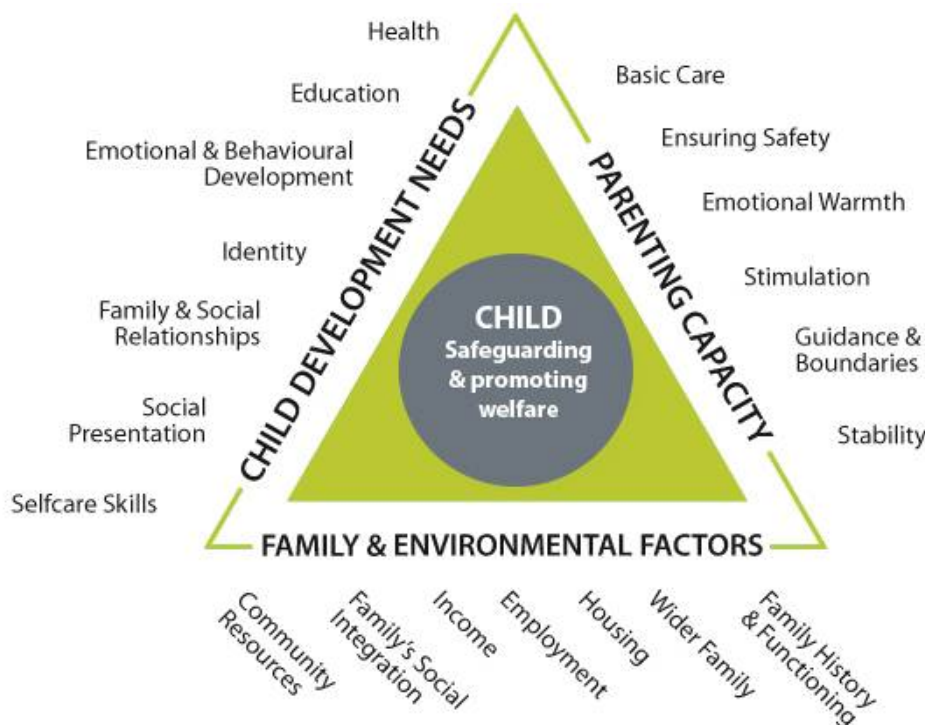 Health
Education
Emotional & Behavioural
Development
Identity
Family & Social
Relationships
Social
Presentation
Selfcare Skills
CHILD DEVELOPMENT NEEDS
Basic Care
Ensuring Safety
Emotional Warmth
Stimulation
Guidance &
Boundaries
Stability
PARENTING CAPACITY
CHILD
Safeguarding
& promoting
welfare
FAMILY & ENVIRONMENTAL FACTORS
Community
Resources
Family's Social
Integration
Income
Employment
Housing
Wider Family
Family History
& Functioning